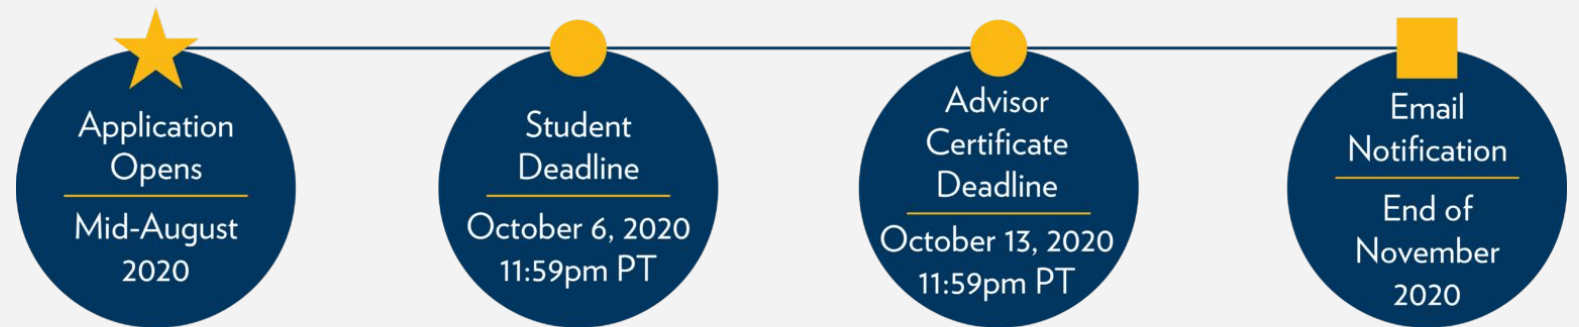 Application
Opens
Mid-August
2020
Student
Deadline
October 6, 2020
11:59pm PT
Advisor
Certificate
Deadline
October 13, 2020
11:59pm PT
Email
Notification
End of
November
2020